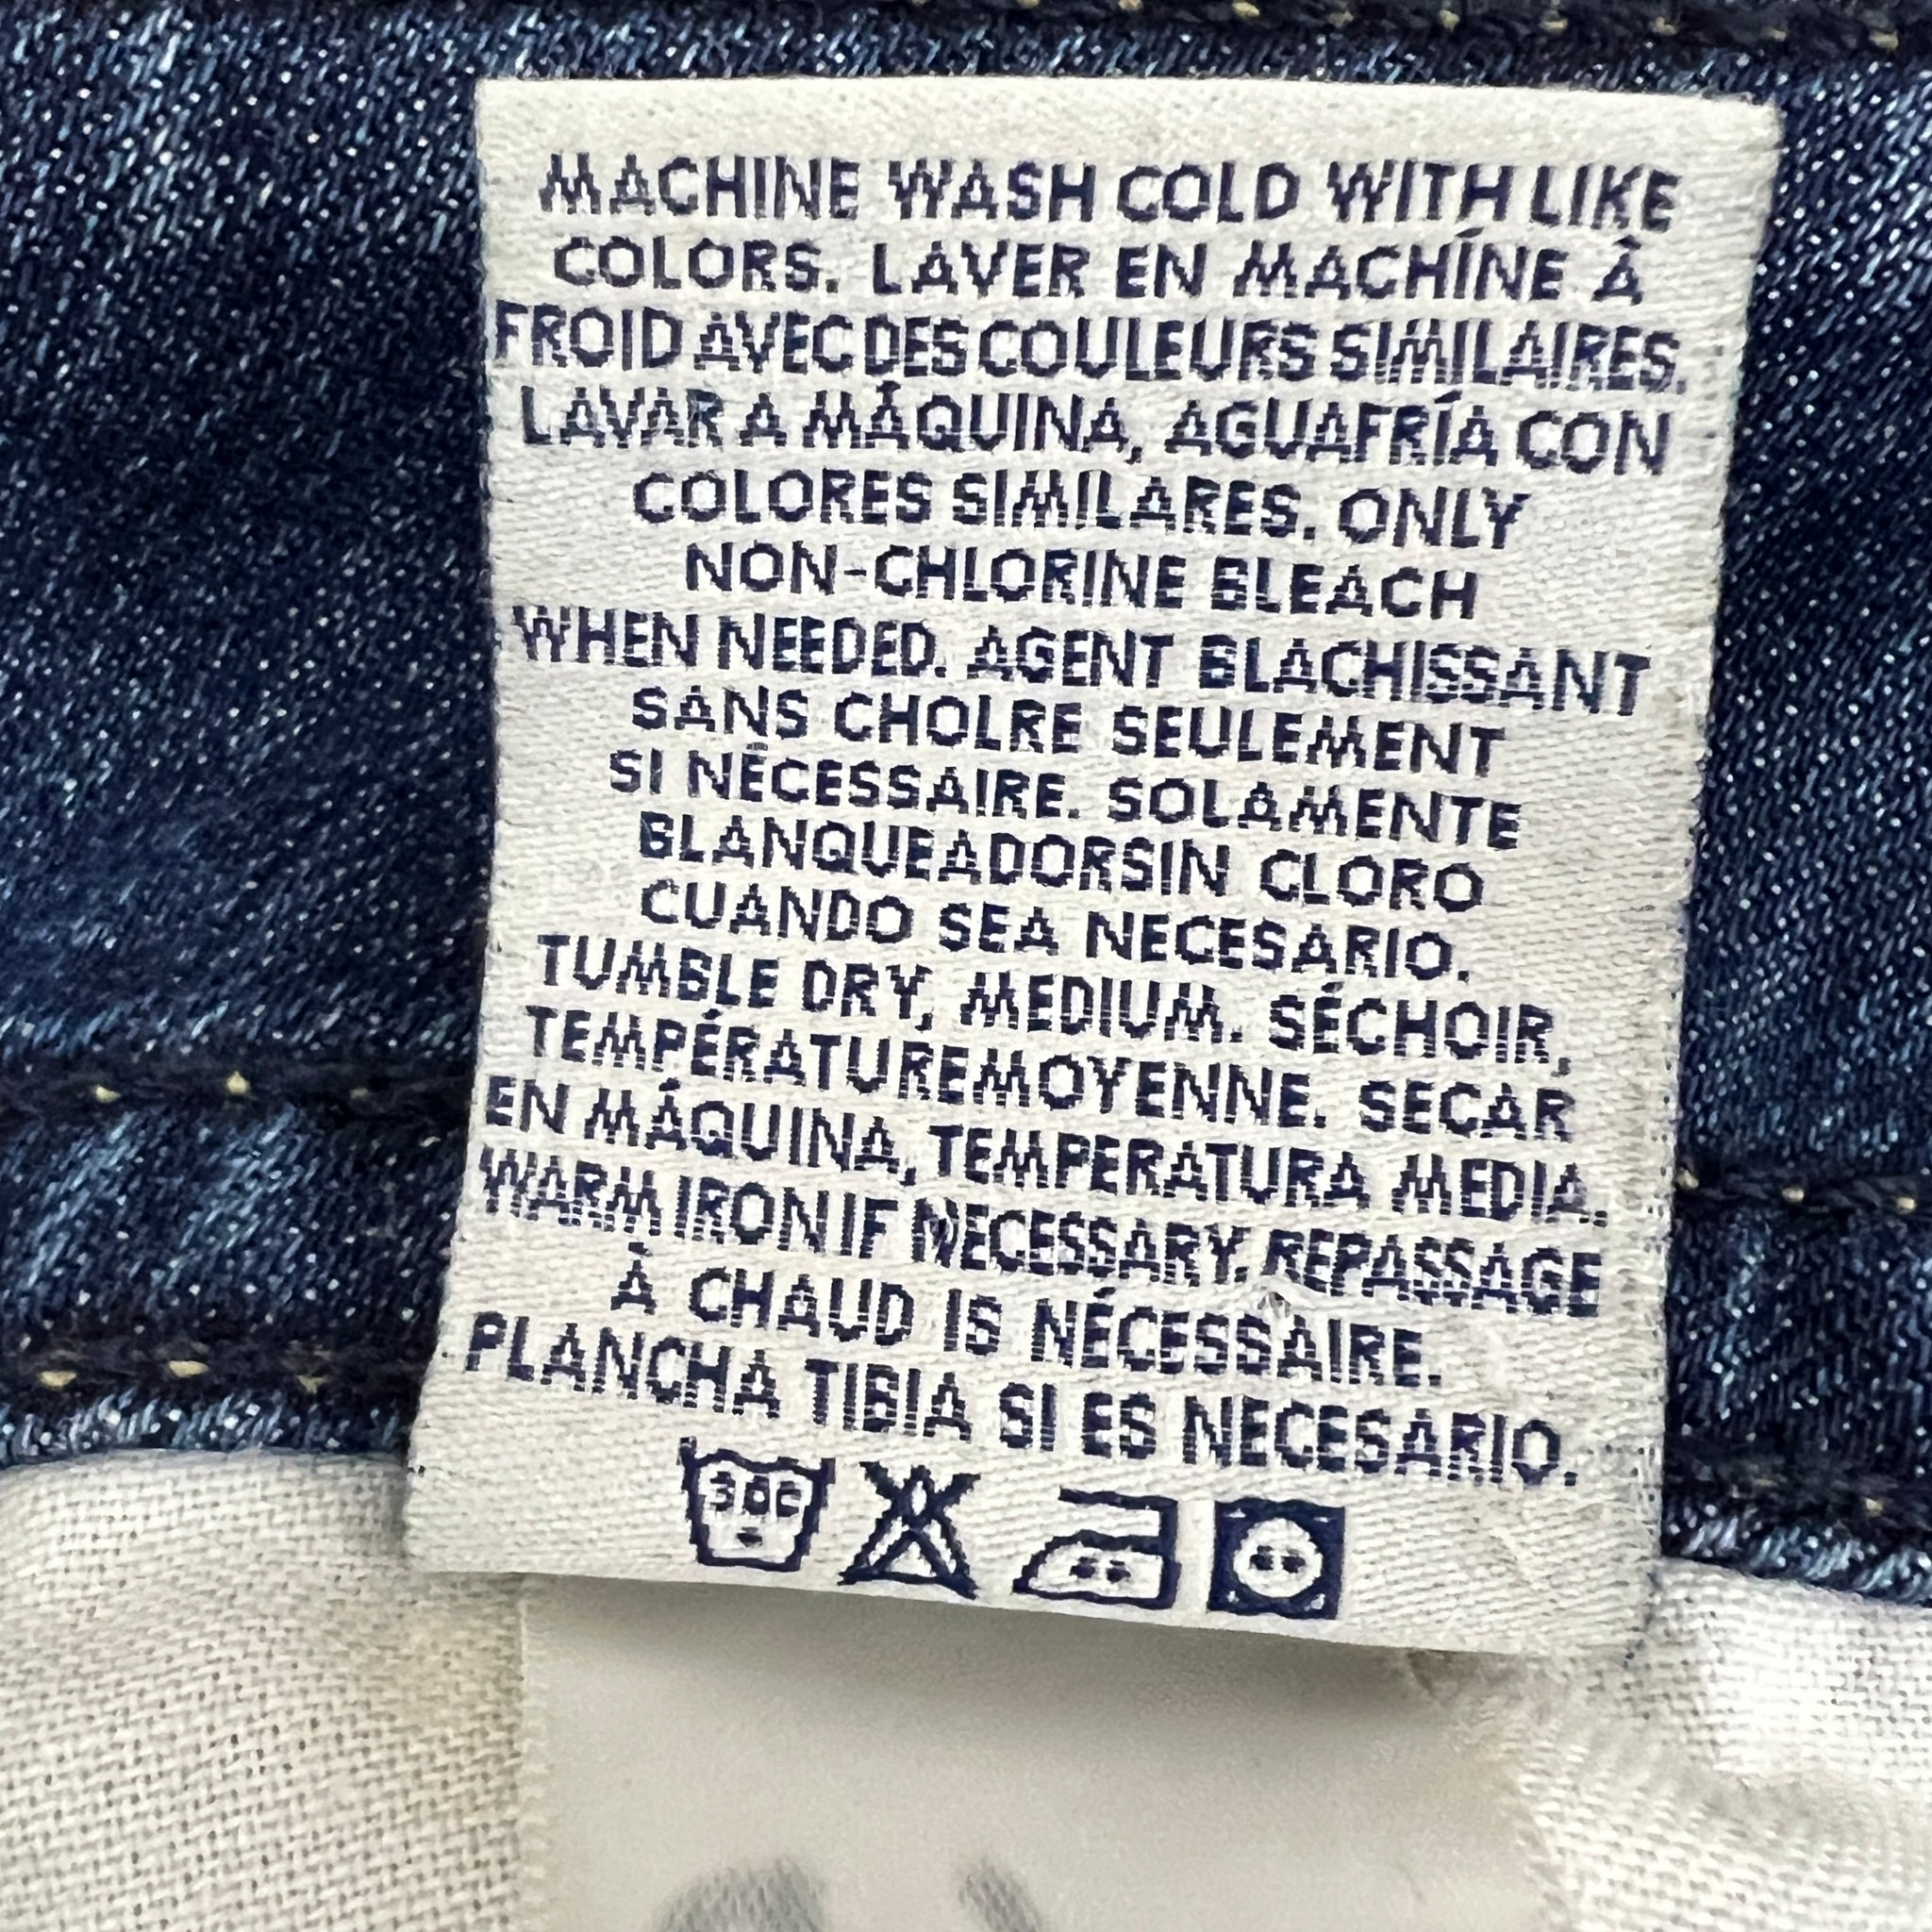 MACHINE WASH COLD WITH LIKE
COLORS. LAVER EN MACHÍNE À
FROID AVEC DES COULEURS SIMILAIRES.
LAVAR A MÁQUINA, AGUAFRÍA CON
COLORES SIMILARES. ONLY
NON-CHLORINE BLEACH
WHEN NEEDED. AGENT BLACHISSANT
SANS CHOLRE SEULEMENT
SI NÉCESSAIRE. SOLAMENTE
BLANQUEADORSIN CLORO
CUANDO SEA NECESARIO.
TUMBLE DRY, MEDIUM. SÉCHOIR,
TEMPÉRATUREMOYENNE. SECAR
EN MÁQUINA, TEMPERATURA MEDIA.
WARM IRON IF NECESSARY. REPASSAGE
À CHAUD IS NÉCESSAIRE.
PLANCHA TIBIA SI ES NECESARIO.
30C